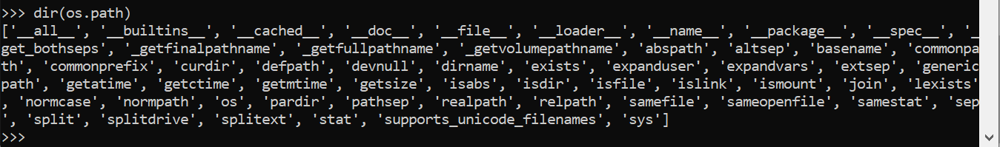 >>> dir(os.path)
['__all__', '__builtins__', '__cached__', '__doc__', '__file__', '__loader__', '__name__', '__package__', '__spec__', '_
get_bothseps', '_getfinalpathname', '_getfullpathname', '_getvolumepathname', 'abspath', 'altsep', 'basename', 'commonpa
th', 'commonprefix', 'curdir', 'defpath', 'devnull', 'dirname', 'exists', 'expanduser', 'expandvars', 'extsep', 'generic
path', 'getatime', 'getctime', 'getmtime', 'getsize', 'isabs', 'isdir', 'isfile', 'islink', 'ismount', 'join', 'lexists'
, 'normcase', 'normpath', 'os', 'pardir', 'pathsep', 'realpath', 'relpath', 'samefile', 'sameopenfile', 'samestat', 'sep
', 'split', 'splitdrive', 'splitext', 'stat', 'supports_unicode_filenames', 'sys']
>>>